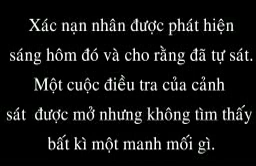 Xác nạn nhân được phát hiện
sáng hôm đó và cho rằng đã tự sát.
Một cuộc điều tra của cảnh
sát được mở nhưng không tìm thấy
bất kì một manh mối gì.